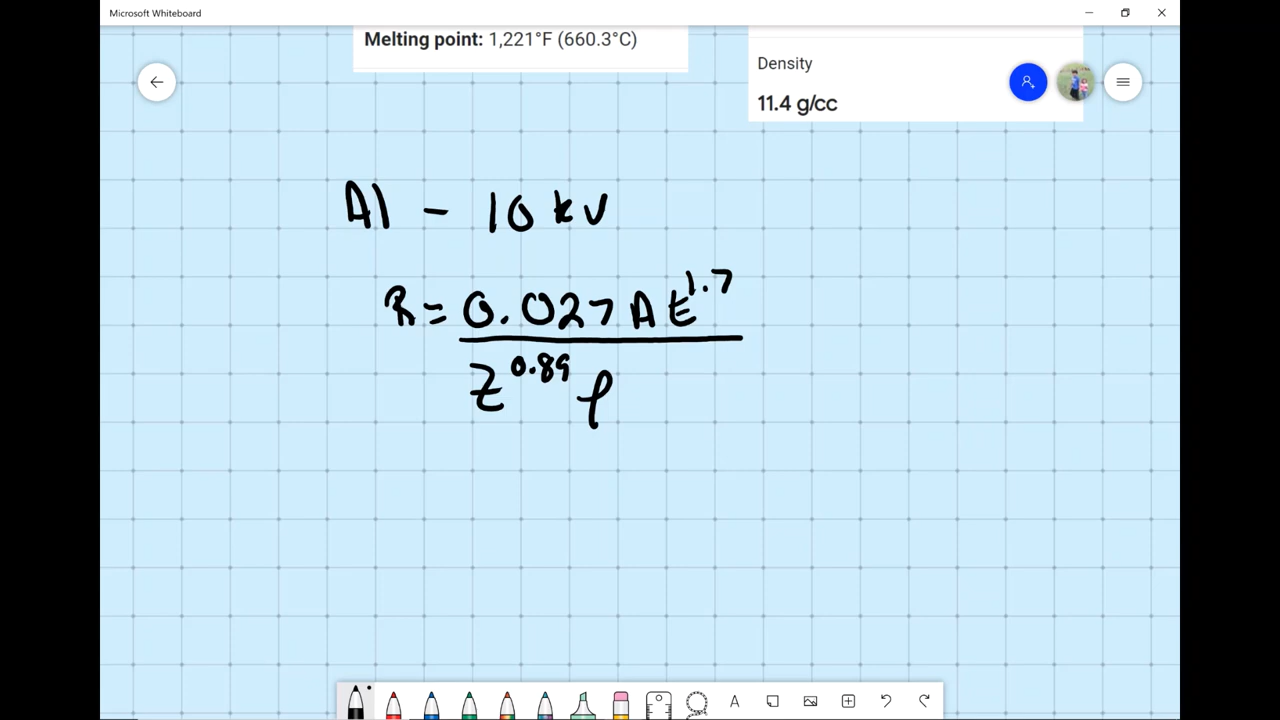 Microsoft Whiteboard
Melting point: 1,221°F (660.3°C)
Density
11.4 g/cc
Al - 10 kv
R = 0.027 A E^1.7
Z^0.89 ρ
A